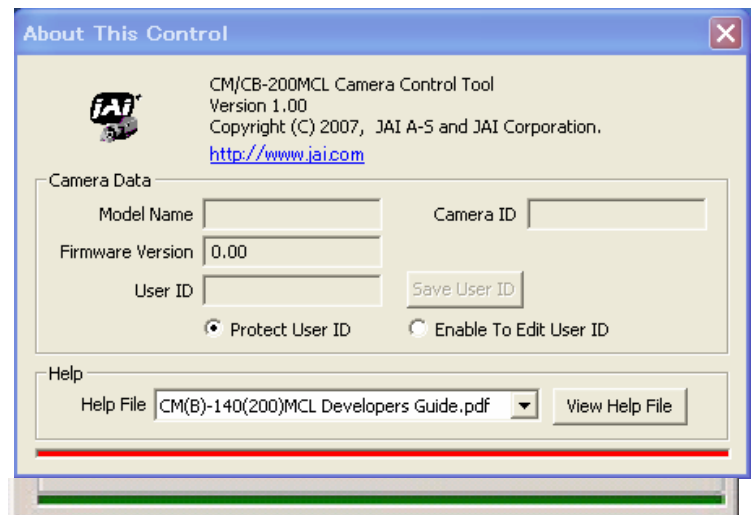 About This Control
JAI
CM/CB-200MCL Camera Control Tool
Version 1.00
Copyright (C) 2007, JAI A-S and JAI Corporation.
http://www.jai.com
Camera Data
Model Name
Camera ID
Firmware Version 0.00
User ID
Save User ID
Protect User ID
Enable To Edit User ID
Help
Help File CM(B)-140(200)MCL Developers Guide.pdf
View Help File